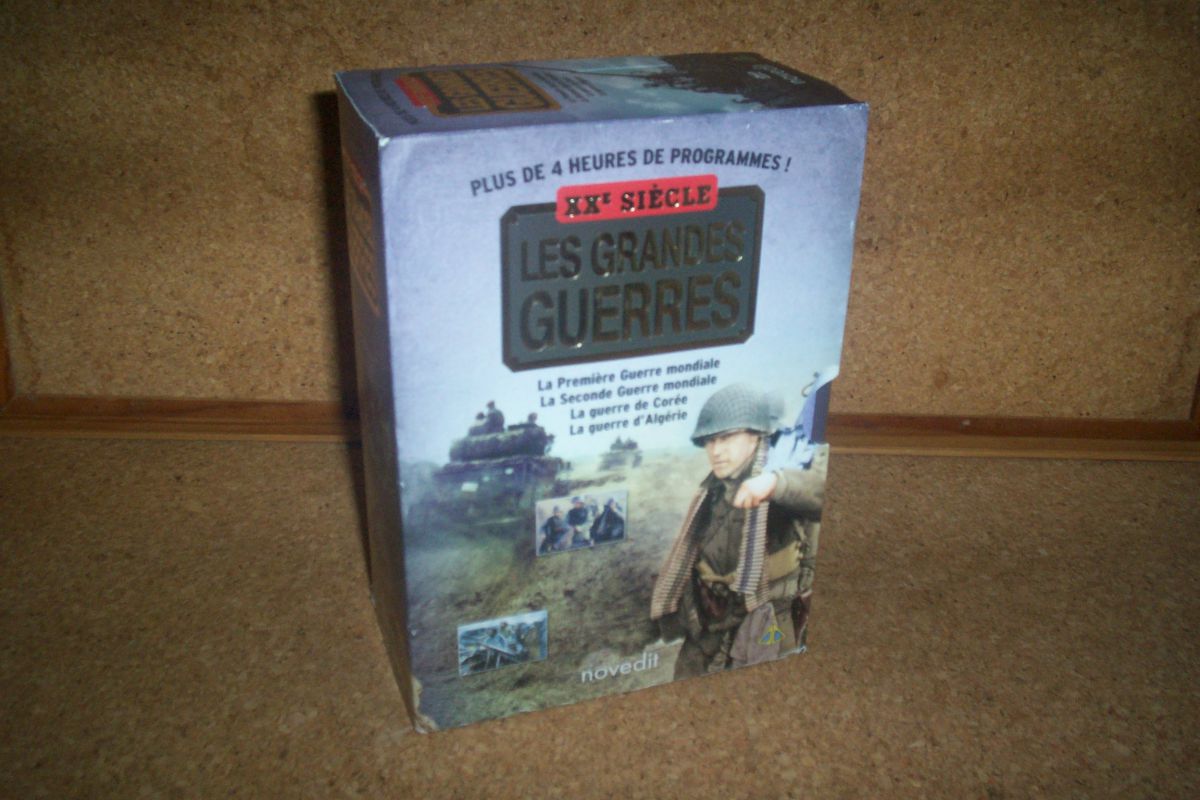 PLUS DE 4 HEURES DE PROGRAMMES !
XXE SIÈCLE
LES GRANDES
GUERRES
La Première Guerre mondiale
La Seconde Guerre mondiale
La guerre de Corée
La guerre d'Algérie
novedit